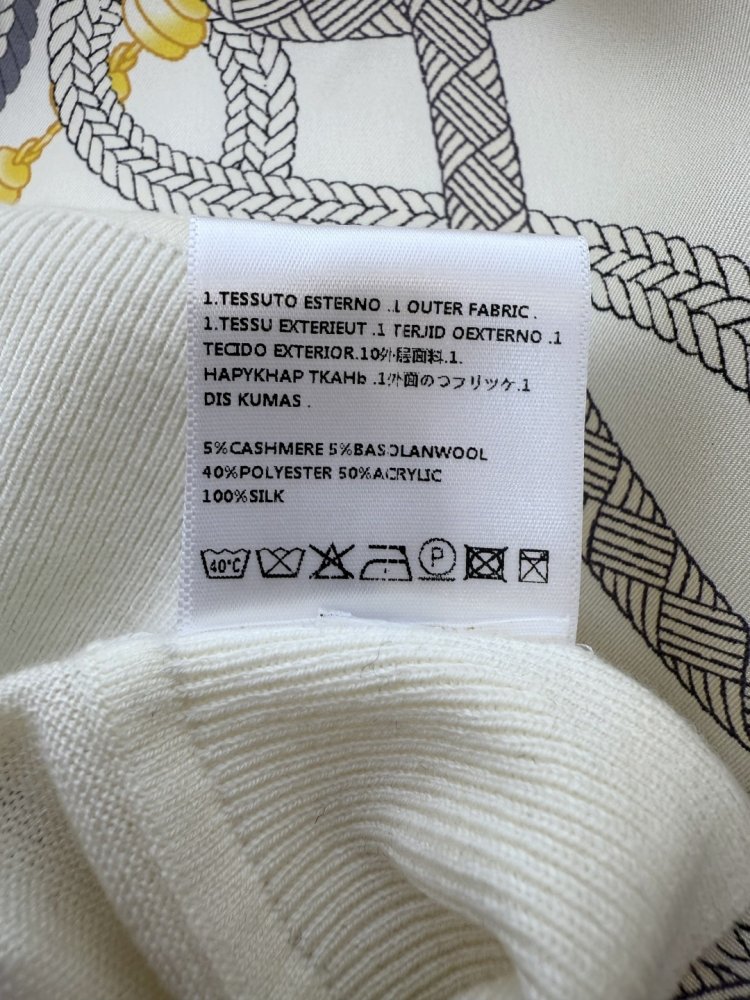 1.TESSUTO ESTERNO .1 OUTER FABRIC .
1.TESSU EXTERIEUT .1 TERJID OEXTERNO .1
TECIDO EXTERIOR.10外层面料.1.
HAPYKHAP TKAHb .1外面のつフリッケ.1
DIS KUMAS .
5%CASHMERE 5%BASOLANWOOL
40%POLYESTER 50%ACRYLIC
100%SILK
40°C
P